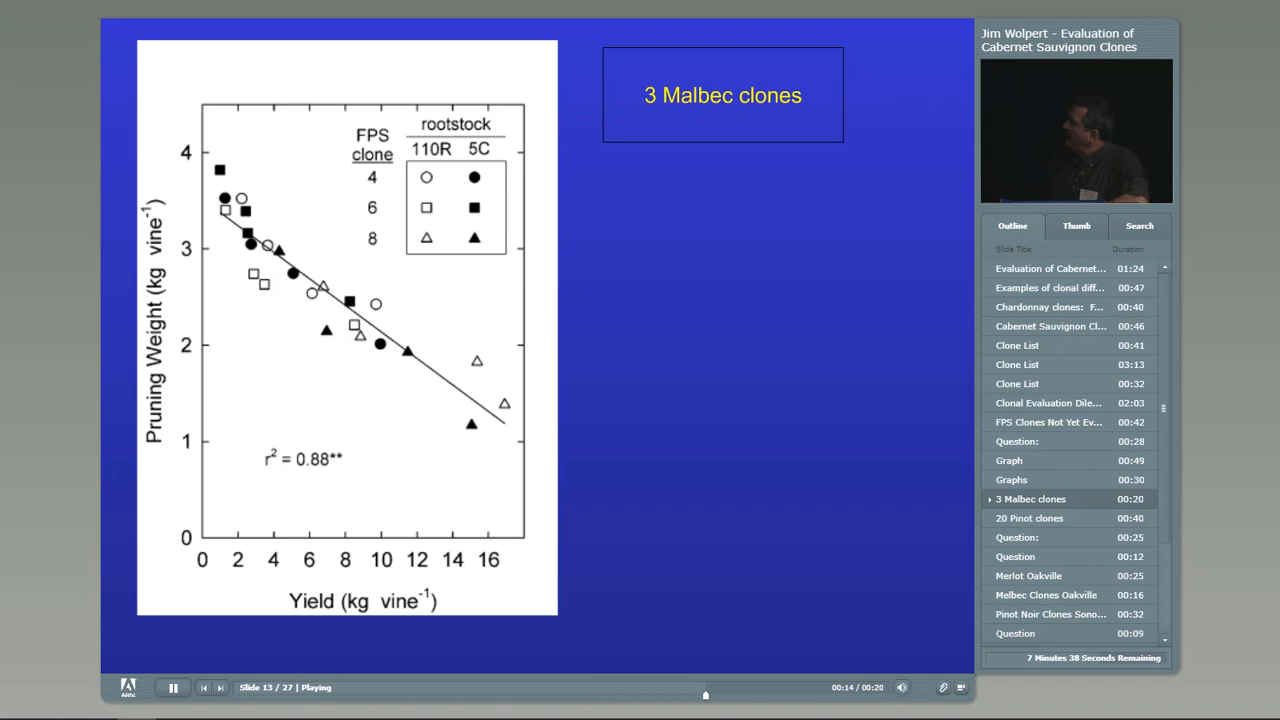 3 Malbec clones
FPS
clone
rootstock
110R 5C
4
6
8
4
3
2
1
0
Pruning Weight (kg vine⁻¹)
r² = 0.88**
0 2 4 6 8 10 12 14 16
Yield (kg vine⁻¹)
Jim Wolpert - Evaluation of
Cabernet Sauvignon Clones
Outline Thumb Search
Slide Title Duration
Evaluation of Cabernet... 01:24
Examples of clonal diff... 00:47
Chardonnay clones: F... 00:40
Cabernet Sauvignon Cl... 00:46
Clone List 00:41
Clone List 03:13
Clone List 00:32
Clonal Evaluation Dile... 02:03
FPS Clones Not Yet Ev... 00:42
Question: 00:28
Graph 00:49
Graphs 00:30
3 Malbec clones 00:20
20 Pinot clones 00:40
Question: 00:25
Question 00:12
Merlot Oakville 00:25
Melbec Clones Oakville 00:16
Pinot Noir Clones Sono... 00:32
Question 00:09
7 Minutes 38 Seconds Remaining
Adobe
Slide 13 / 27 | Playing
00:14 / 00:20